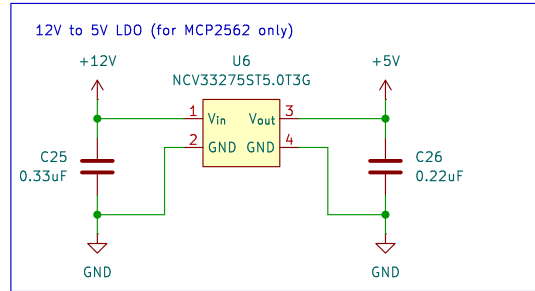 12V to 5V LDO (for MCP2562 only)
+12V
U6
NCV33275ST5.0T3G
+5V
1
Vin
Vout
3
2
GND
GND
4
C25
0.33uF
C26
0.22uF
GND
GND